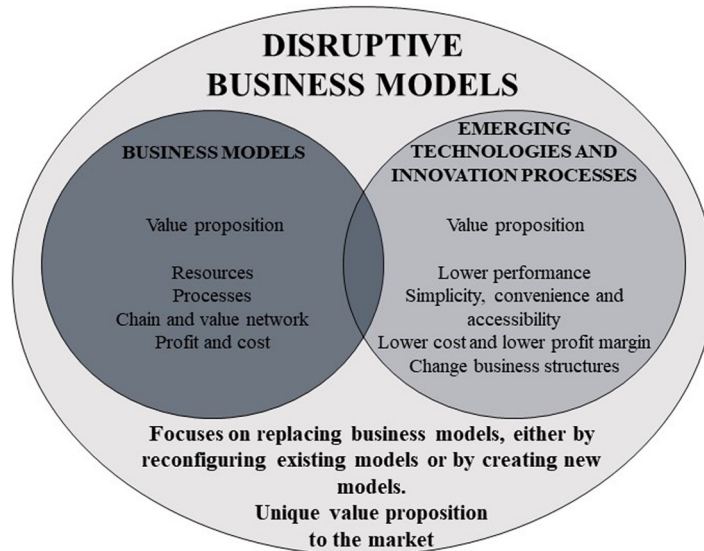 DISRUPTIVE
BUSINESS MODELS
BUSINESS MODELS
Value proposition
Resources
Processes
Chain and value network
Profit and cost
EMERGING
TECHNOLOGIES AND
INNOVATION PROCESSES
Value proposition
Lower performance
Simplicity, convenience and
accessibility
Lower cost and lower profit margin
Change business structures
Focuses on replacing business models, either by
reconfiguring existing models or by creating new
models.
Unique value proposition
to the market